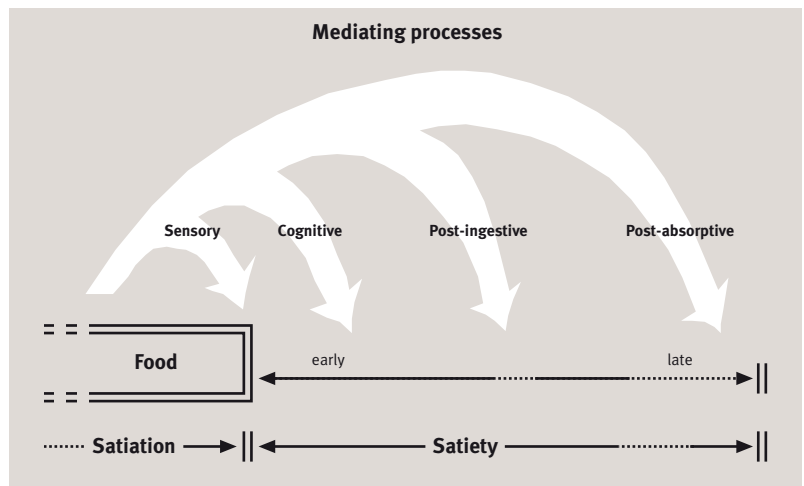 Mediating processes
Sensory Cognitive Post-ingestive Post-absorptive
Food early late
Satiation Satiety